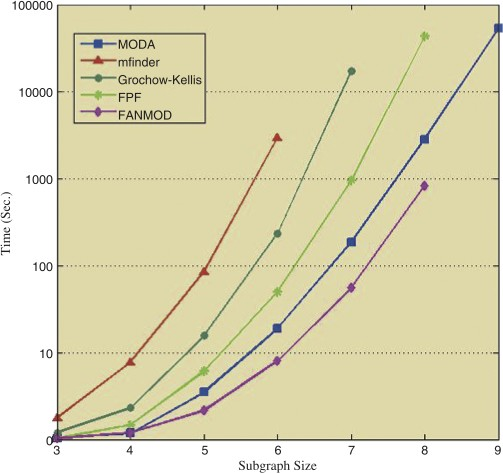 100000
MODA
mfinder
Grochow-Kellis
FPF
FANMOD
10000
1000
100
10
0
3 4 5 6 7 8 9
Time (Sec.)
Subgraph Size